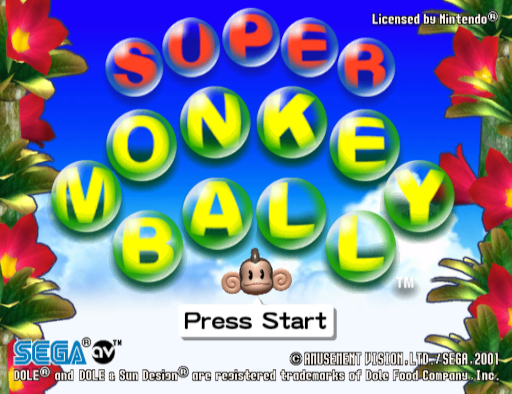 Licensed by Nintendo®
SUPER
MONKEY
BALL
TM
Press Start
SEGA® av™
© AMUSEMENT VISION, LTD./SEGA, 2001
DOLE® and DOLE & Sun Design® are registered trademarks of Dole Food Company, Inc.